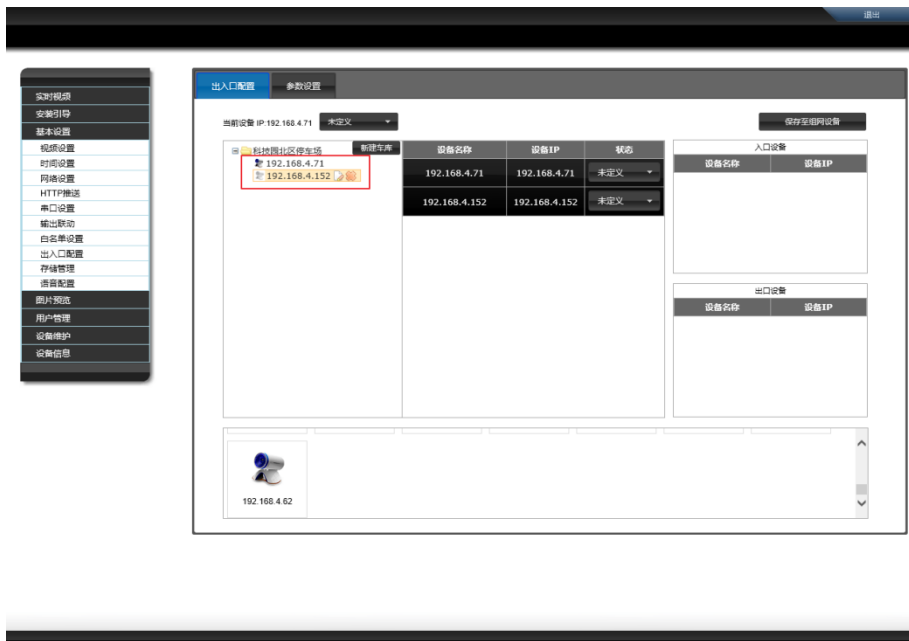 退出
实时视频
安装引导
基本设置
视频设置
时间设置
网络设置
HTTP推送
串口设置
输出联动
白名单设置
出入口配置
存储管理
语音配置
图片预览
用户管理
设备维护
设备信息
出入口配置 参数设置
当前设备 IP:192.168.4.71 未定义 保存至组网设备
科技园北区停车场 新建车库
192.168.4.71
192.168.4.152
设备名称 设备IP 状态
192.168.4.71 192.168.4.71 未定义
192.168.4.152 192.168.4.152 未定义
入口设备
设备名称 设备IP
出口设备
设备名称 设备IP
192.168.4.62